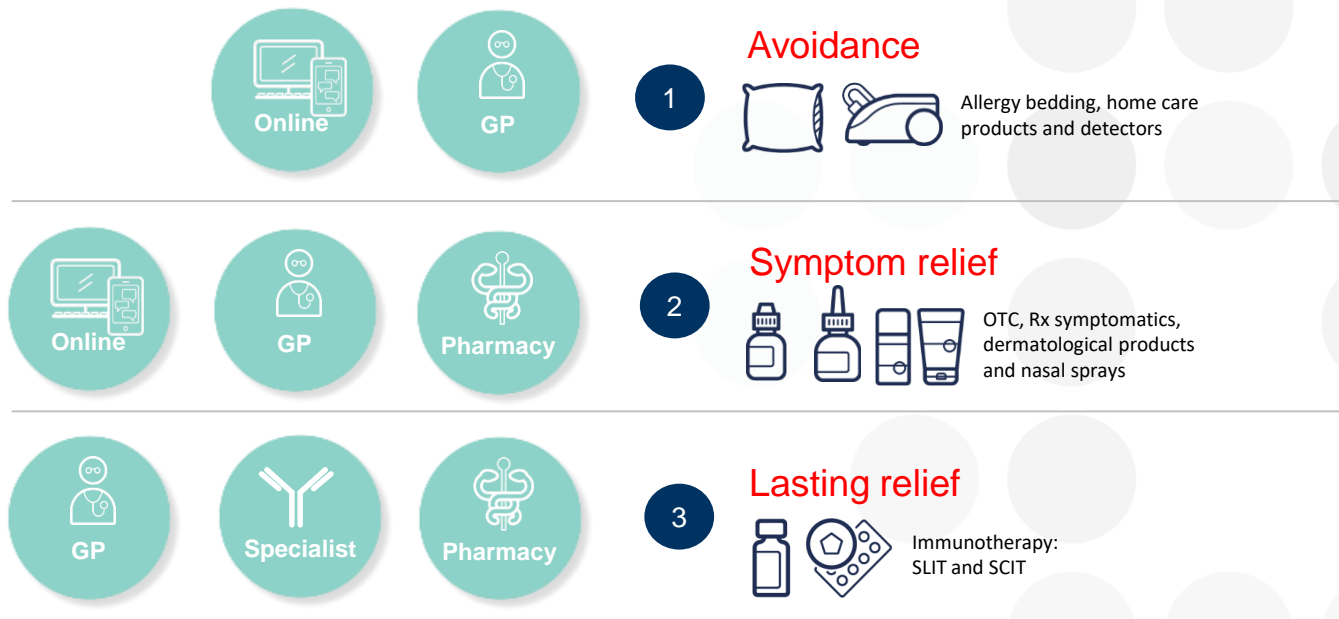 Online
GP
1
Avoidance
Allergy bedding, home care
products and detectors
Online
GP
Pharmacy
2
Symptom relief
OTC, Rx symptomatics,
dermatological products
and nasal sprays
GP
Specialist
Pharmacy
3
Lasting relief
Immunotherapy:
SLIT and SCIT